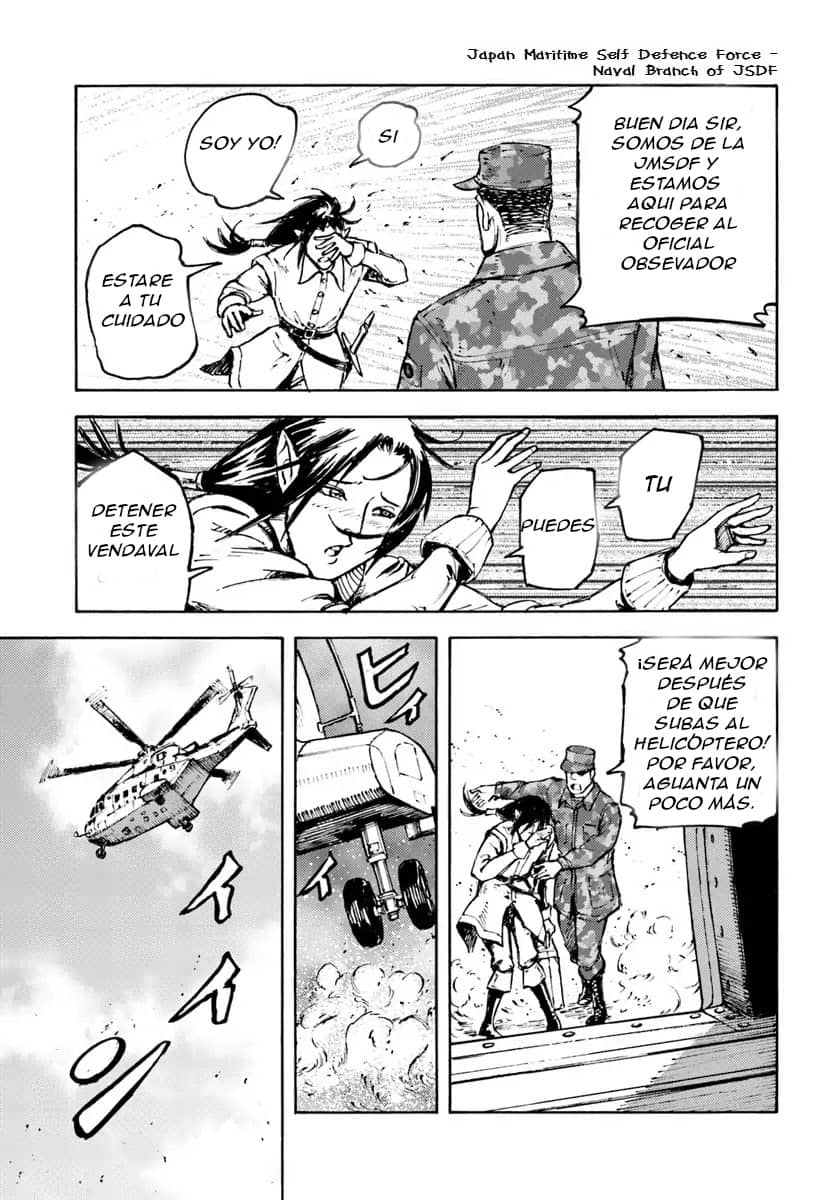 Japan Maritime Self Defence Force -
Naval Branch of JSDF
BUEN DIA SIR,
SOMOS DE LA
JMSDF Y
ESTAMOS
AQUI PARA
RECOGER AL
OFICIAL
OBSEVADOR
SI
SOY YO!
ESTARE
A TU
CUIDADO
TU
PUEDES
DETENER
ESTE
VENDAVAL
¡SERÁ MEJOR
DESPUÉS
DE QUE
SUBAS AL
HELICÓPTERO!
POR FAVOR,
AGUANTA UN
POCO MÁS.
ヒィ
ィ
イィン